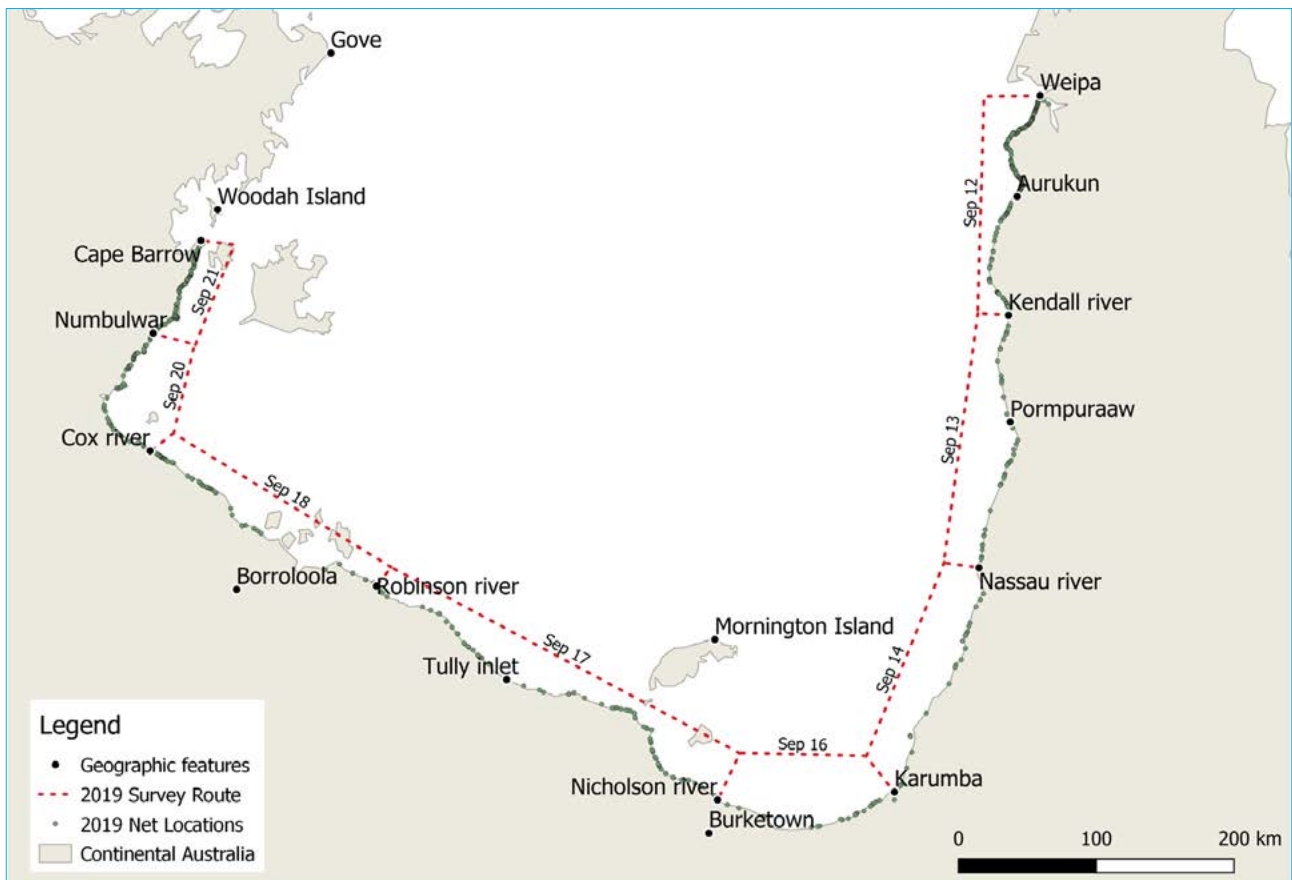 Gove
Weipa
Sep 12
Aurukun
Woodah Island
Cape Barrow
Sep 21
Kendall river
Numbulwar
Sep 20
Pormpuraaw
Sep 13
Cox river
Sep 18
Borroloola
Robinson river
Nassau river
Mornington Island
Sep 17
Sep 14
Tully inlet
Sep 16
Nicholson river
Karumba
Burketown
Legend
Geographic features
2019 Survey Route
2019 Net Locations
Continental Australia
0 100 200 km